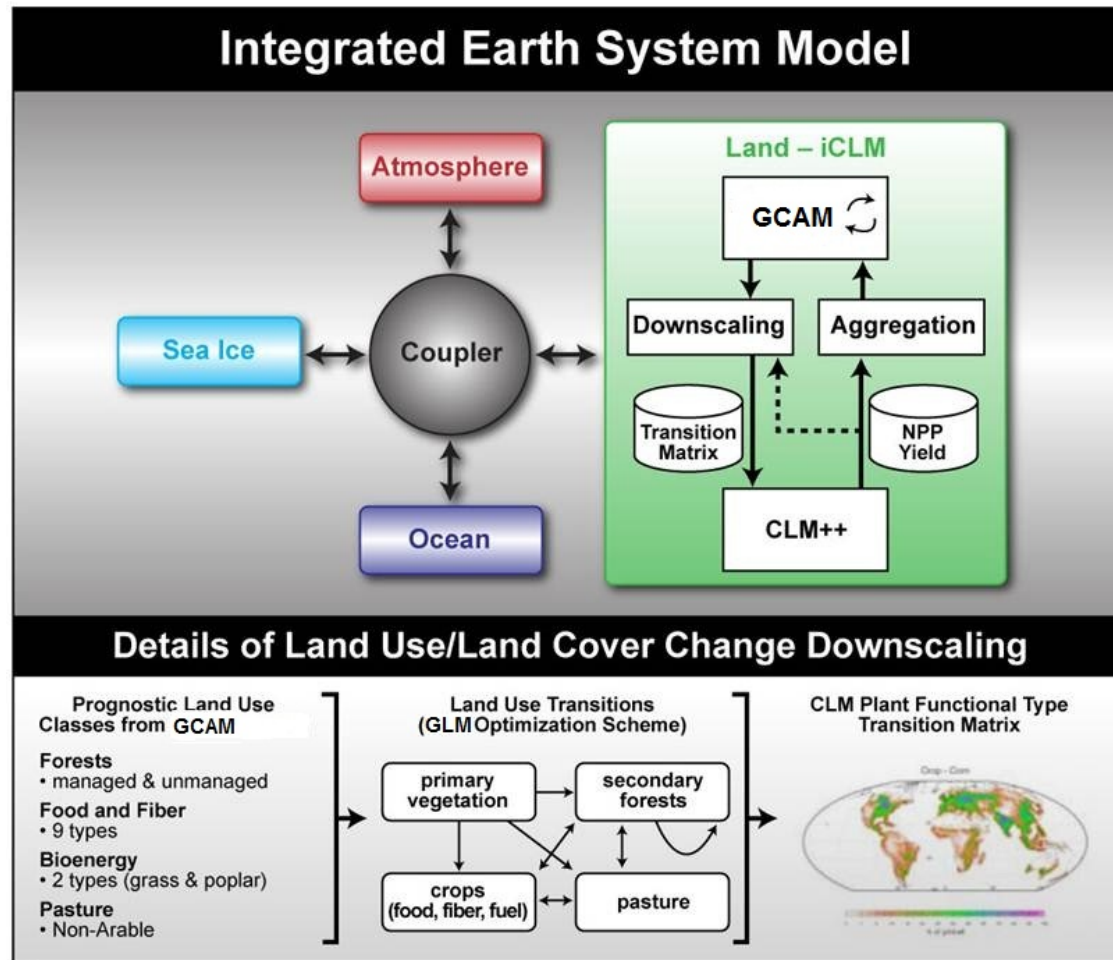 Integrated Earth System Model
Atmosphere
Sea Ice
Coupler
Ocean
Land – iCLM
GCAM
Downscaling
Aggregation
Transition
Matrix
NPP
Yield
CLM++
Details of Land Use/Land Cover Change Downscaling
Prognostic Land Use
Classes from GCAM
Forests
• managed & unmanaged
Food and Fiber
• 9 types
Bioenergy
• 2 types (grass & poplar)
Pasture
• Non-Arable
Land Use Transitions
(GLM Optimization Scheme)
primary
vegetation
secondary
forests
crops
(food, fiber, fuel)
pasture
CLM Plant Functional Type
Transition Matrix
Crop - Corn